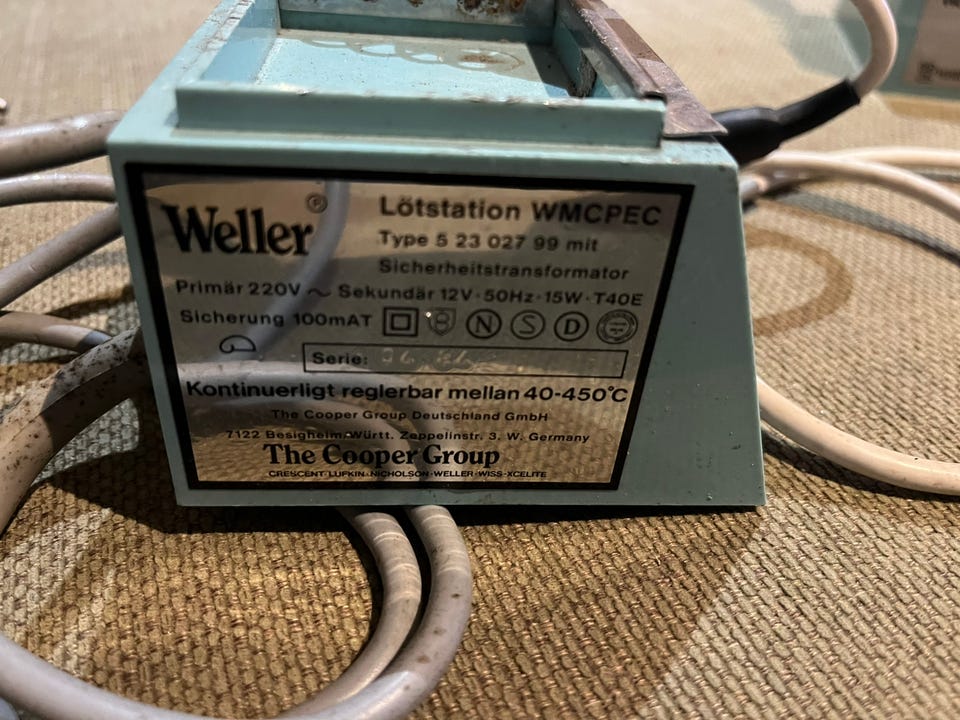 Weller®
Lötstation WMCPEC
Type 5 23 027 99 mit
Sicherheitstransformator
Primär 220V ~ Sekundär 12V·50Hz·15W·T40E
Sicherung 100mAT N S D
Serie:
Kontinuerligt reglerbar mellan 40-450°C
The Cooper Group Deutschland GmbH
7122 Besigheim/Württ. Zeppelinstr. 3. W. Germany
The Cooper Group
CRESCENT·LUFKIN·NICHOLSON·WELLER·WISS·XCELITE